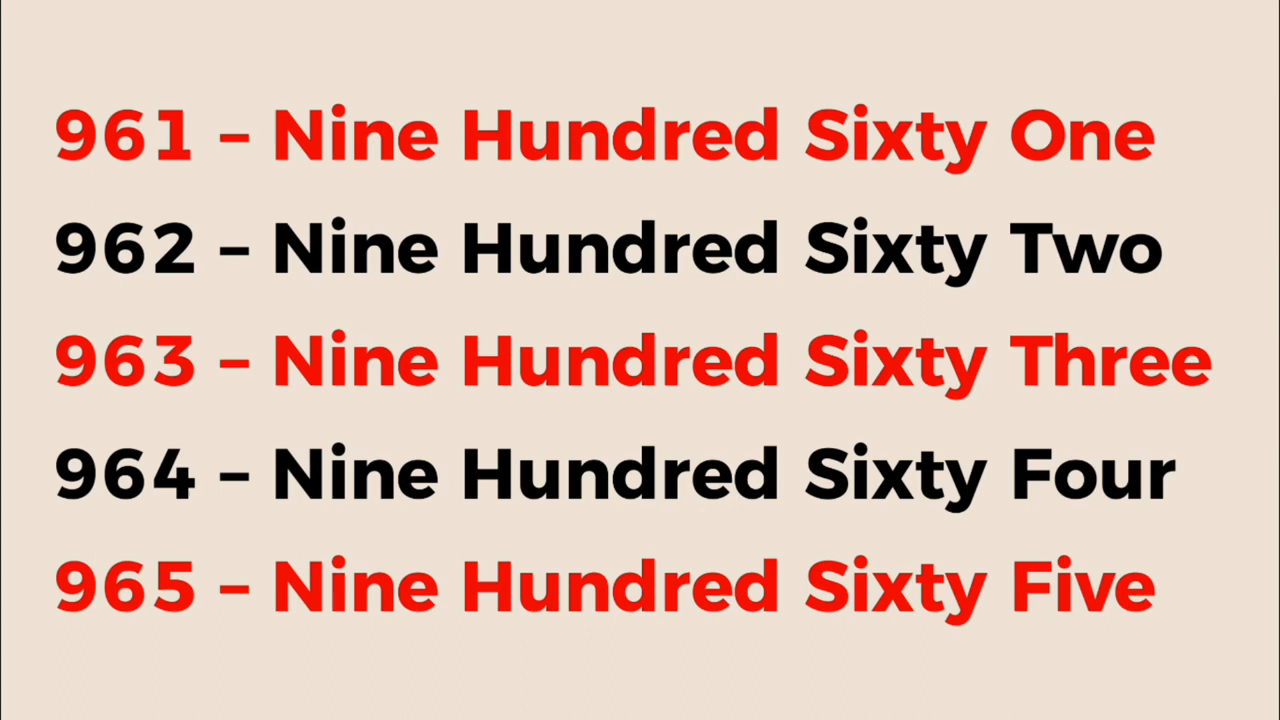 961 – Nine Hundred Sixty One
962 – Nine Hundred Sixty Two
963 – Nine Hundred Sixty Three
964 – Nine Hundred Sixty Four
965 – Nine Hundred Sixty Five